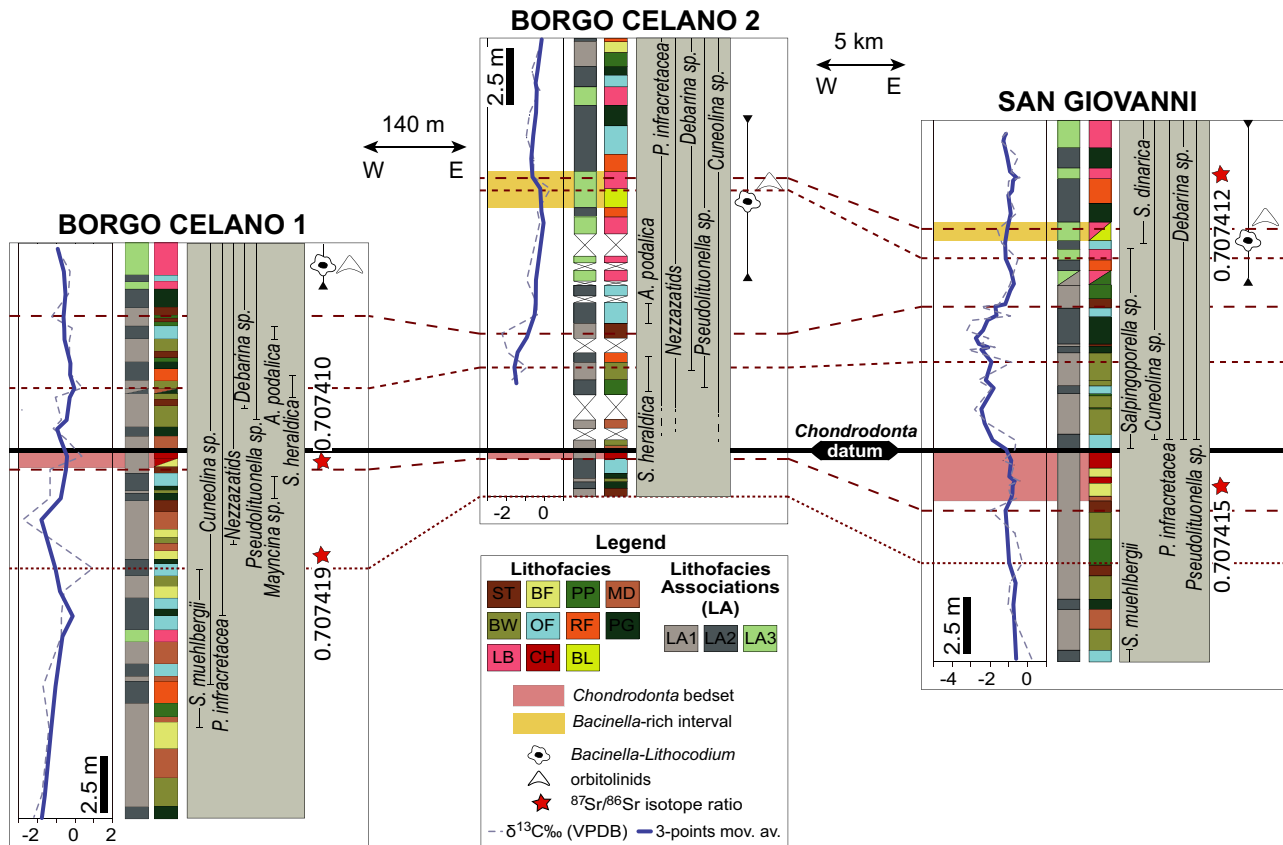 BORGO CELANO 2
2.5 m
P. infracretacea
Debarina sp.
Cuneolina sp.
A. podalica
Nezzazatids
Pseudolituonella sp.
S. heraldica
-2 0
140 m
W E
5 km
W E
BORGO CELANO 1
Debarina sp.
A. podalica
Cuneolina sp.
Nezzazatids
Pseudolituonella sp.
Mayncina sp.
S. heraldica
S. muehlbergii
P. infracretacea
0.707410
0.707419
2.5 m
-2 0 2
SAN GIOVANNI
S. dinarica
Debarina sp.
Salpingoporella sp.
Cuneolina sp.
P. infracretacea
Pseudolituonella sp.
S. muehlbergii
0.707412
0.707415
2.5 m
-4 -2 0
Chondrodonta
datum
Legend
Lithofacies
ST BF PP MD
BW OF RF PG
LB CH BL
Lithofacies
Associations
(LA)
LA1 LA2 LA3
Chondrodonta bedset
Bacinella-rich interval
Bacinella-Lithocodium
orbitolinids
⁸⁷Sr/⁸⁶Sr isotope ratio
δ¹³C‰ (VPDB) 3-points mov. av.